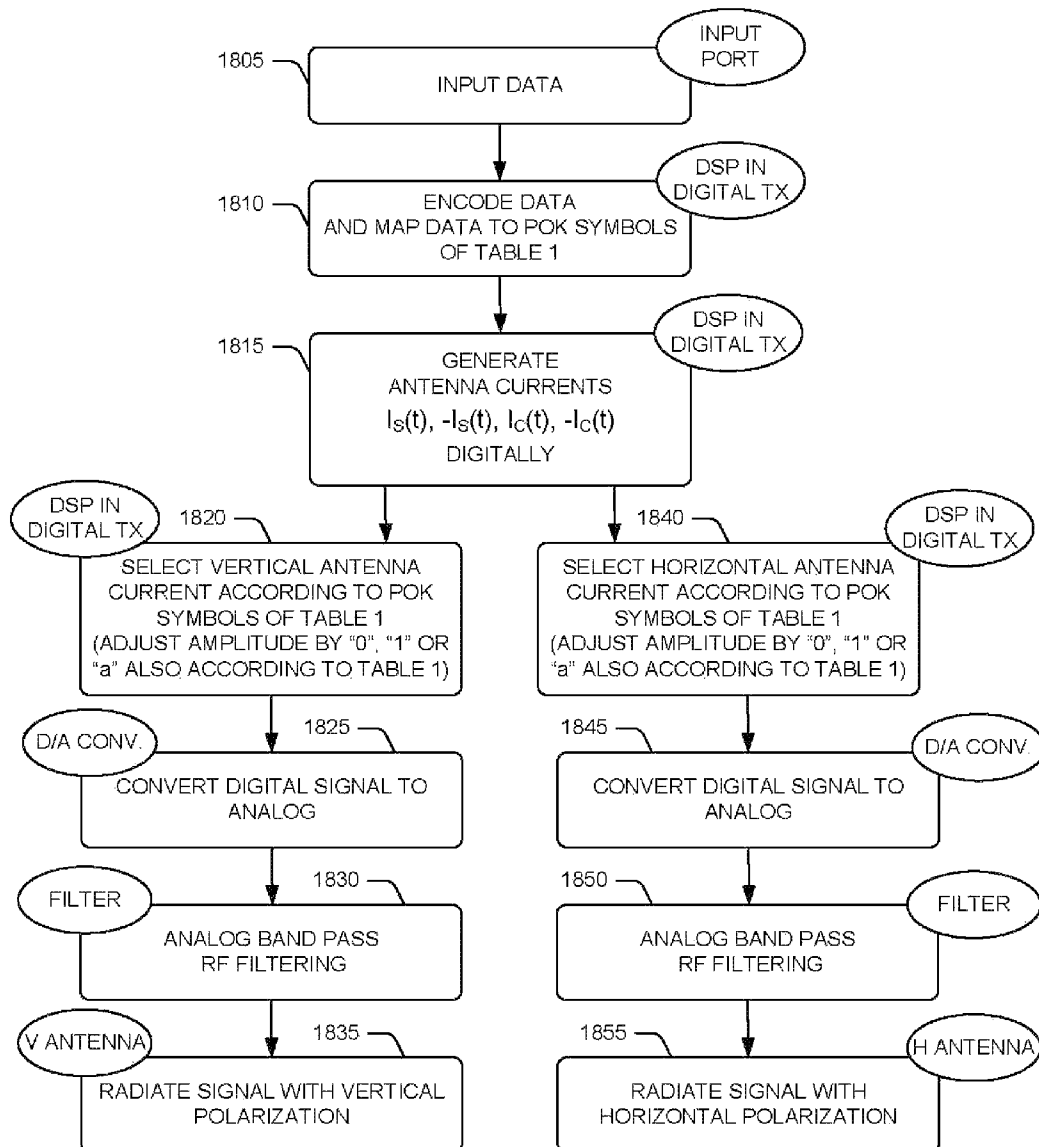 INPUT
PORT
1805
INPUT DATA
DSP IN
DIGITAL TX
1810
ENCODE DATA
AND MAP DATA TO POK SYMBOLS
OF TABLE 1
DSP IN
DIGITAL TX
1815
GENERATE
ANTENNA CURRENTS
IS(t), -IS(t), IC(t), -IC(t)
DIGITALLY
DSP IN
DIGITAL TX
1820
SELECT VERTICAL ANTENNA
CURRENT ACCORDING TO POK
SYMBOLS OF TABLE 1
(ADJUST AMPLITUDE BY “0”, “1” OR
“a” ALSO ACCORDING TO TABLE 1)
1840
DSP IN
DIGITAL TX
SELECT HORIZONTAL ANTENNA
CURRENT ACCORDING TO POK
SYMBOLS OF TABLE 1
(ADJUST AMPLITUDE BY “0”, “1” OR
“a” ALSO ACCORDING TO TABLE 1)
D/A CONV.
1825
CONVERT DIGITAL SIGNAL TO
ANALOG
1845
D/A CONV.
CONVERT DIGITAL SIGNAL TO
ANALOG
FILTER
1830
ANALOG BAND PASS
RF FILTERING
1850
FILTER
ANALOG BAND PASS
RF FILTERING
V ANTENNA
1835
RADIATE SIGNAL WITH VERTICAL
POLARIZATION
1855
H ANTENNA
RADIATE SIGNAL WITH
HORIZONTAL POLARIZATION